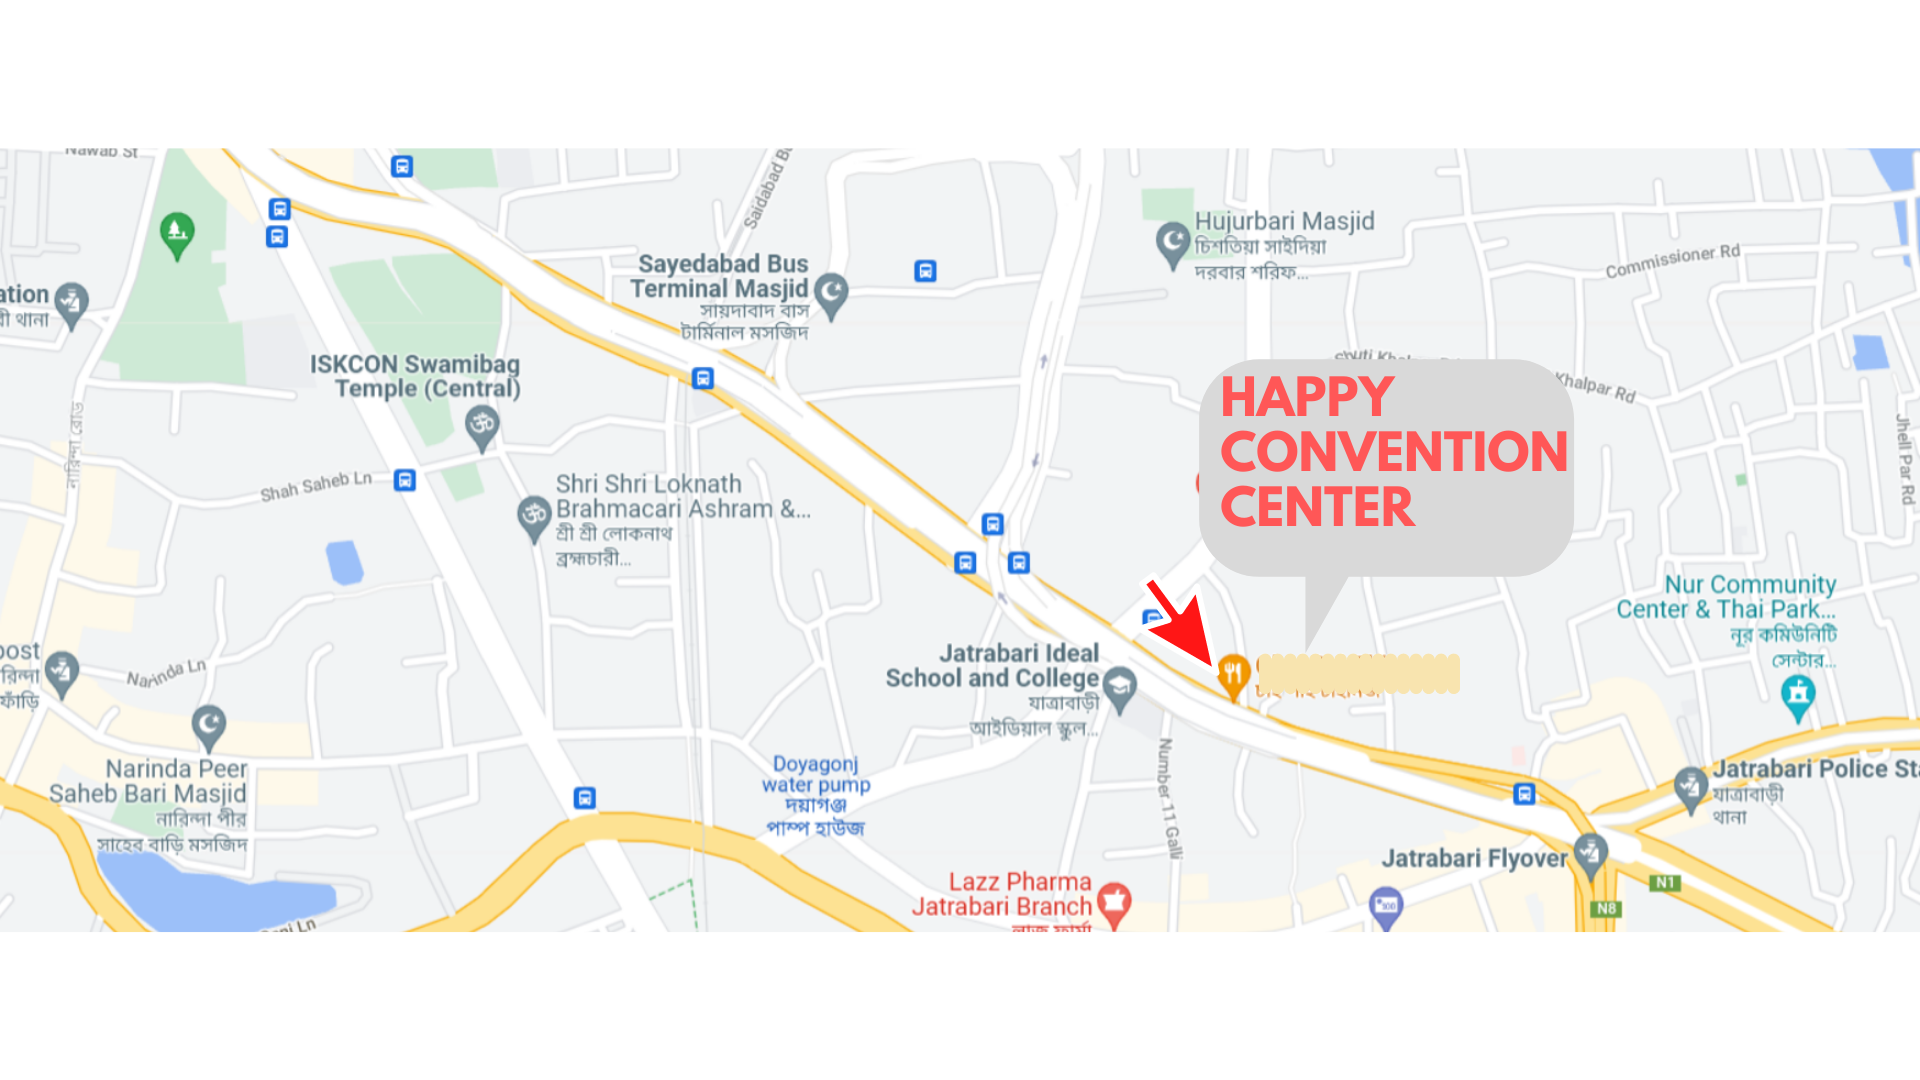 Nawab St
Saidabad B
Hujurbari Masjid
চিশতিয়া সাইদিয়া
দরবার শরিফ...
Commissioner Rd
Sayedabad Bus
Terminal Masjid
সায়দাবাদ বাস
টার্মিনাল মসজিদ
ation
রী থানা
ISKCON Swamibag
Temple (Central)
Khalpar Rd
HAPPY
CONVENTION
CENTER
নারিন্দা রোড
Jheel Par Rd
Shah Saheb Ln
Shri Shri Loknath
Brahmacari Ashram &...
শ্রী শ্রী লোকনাথ
ব্রহ্মচারী...
Nur Community
Center & Thai Park...
নূর কমিউনিটি
সেন্টার...
post
রিন্দা
ফাঁড়ি
Narinda Ln
Jatrabari Ideal
School and College
যাত্রাবাড়ী
আইডিয়াল স্কুল...
Number 11 Galli
Narinda Peer
Saheb Bari Masjid
নারিন্দা পীর
সাহেব বাড়ি মসজিদ
Doyagonj
water pump
দয়াগঞ্জ
পাম্প হাউজ
Jatrabari Police Sta
যাত্রাবাড়ী
থানা
Jatrabari Flyover
N1
N8
Lazz Pharma
Jatrabari Branch
লাজ ফার্মা
ni Ln